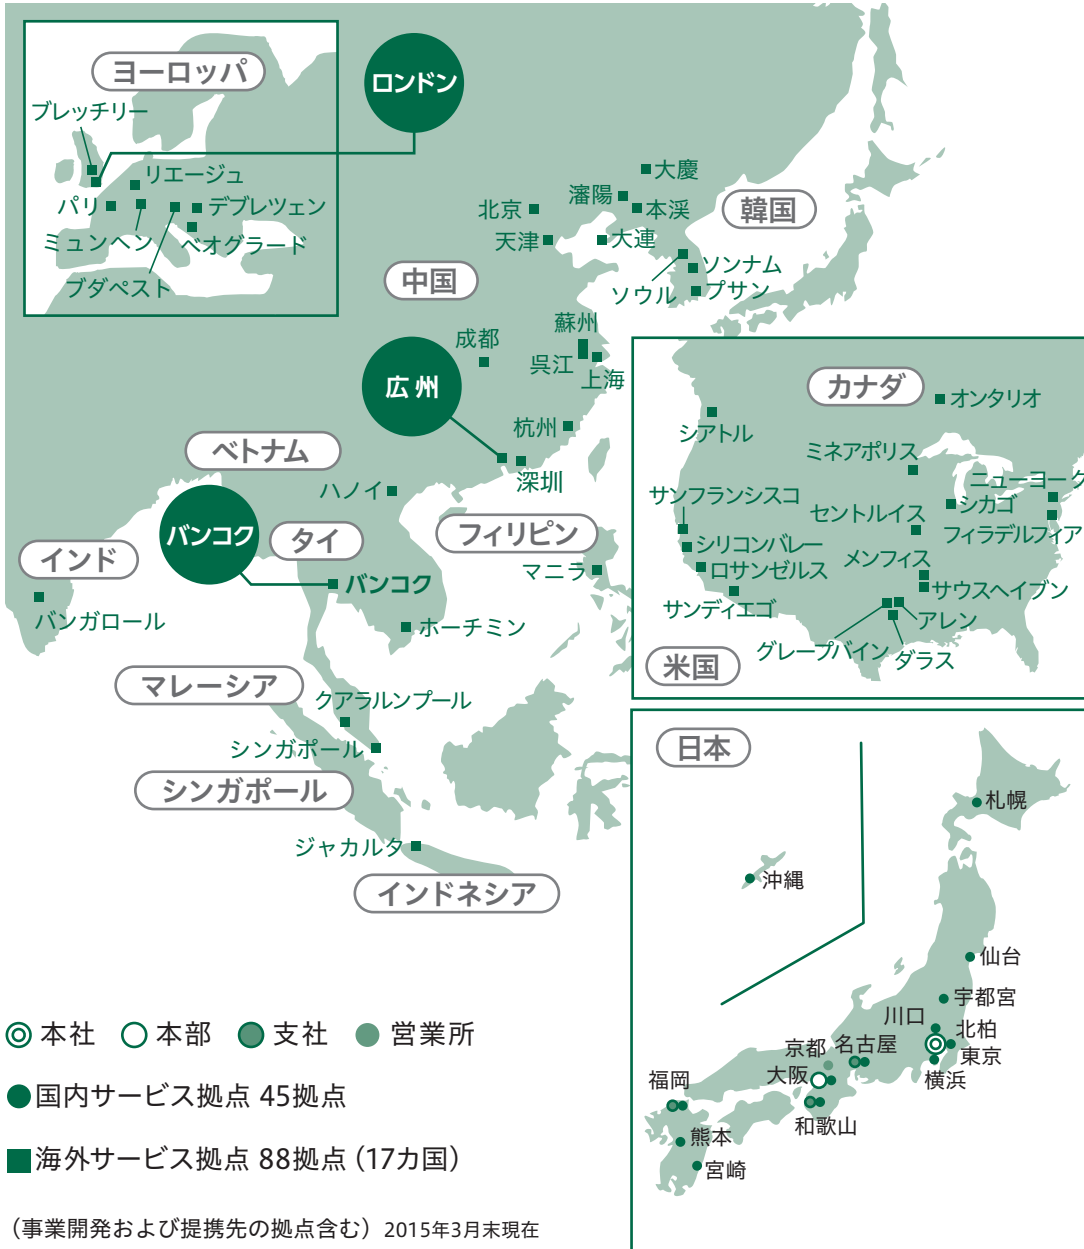 ヨーロッパ
ロンドン
ブレッチリー
リエージュ
パリ
デブレツェン
ミュンヘン
ベオグラード
ブダペスト
大慶
瀋陽
本渓
韓国
北京
天津
大連
中国
ソウル
ソンナム
プサン
蘇州
成都
呉江
上海
広州
杭州
深圳
ベトナム
ハノイ
バンコク
タイ
フィリピン
インド
バンコク
マニラ
バンガロール
ホーチミン
マレーシア
クアラルンプール
シンガポール
シンガポール
ジャカルタ
インドネシア
カナダ
オンタリオ
シアトル
ミネアポリス
ニューヨーク
サンフランシスコ
シカゴ
セントルイス
フィラデルフィア
シリコンバレー
メンフィス
ロサンゼルス
サウスヘイブン
サンディエゴ
アレン
グレープバイン
ダラス
米国
日本
札幌
沖縄
仙台
宇都宮
川口
北柏
京都
名古屋
東京
大阪
横浜
福岡
和歌山
熊本
宮崎
本社 本部 支社 営業所
国内サービス拠点 45拠点
海外サービス拠点 88拠点（17カ国）
（事業開発および提携先の拠点含む）2015年3月末現在